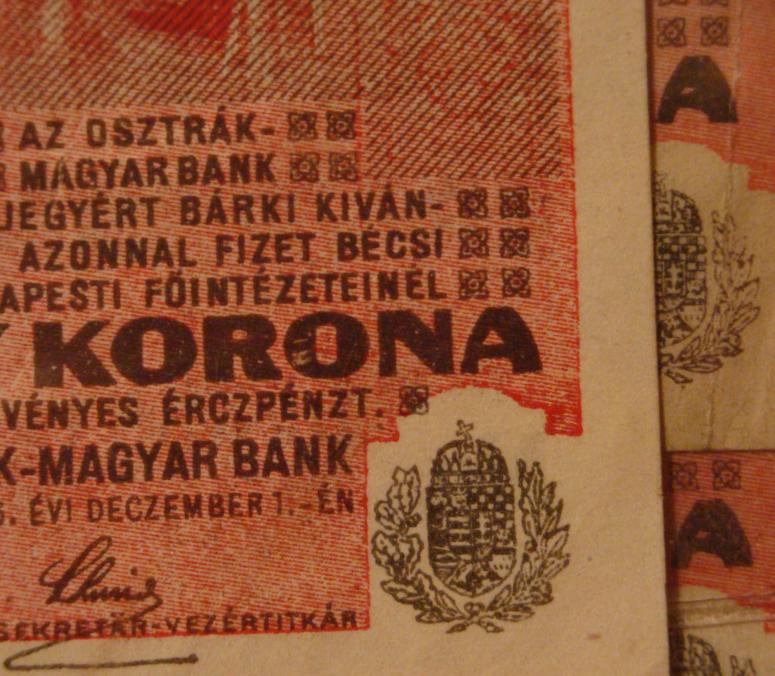 AZ OSZTRÁK-
MAGYAR BANK
JEGYÉRT BÁRKI KIVÁN-
AZONNAL FIZET BÉCSI
APESTI FŐINTÉZETEINÉL
KORONA
VÉNYES ÉRCZPÉNZT.
K-MAGYAR BANK
6. ÉVI DECZEMBER 1.-ÉN
SEKRETÄR-VEZÉRTITKÁR
A
A